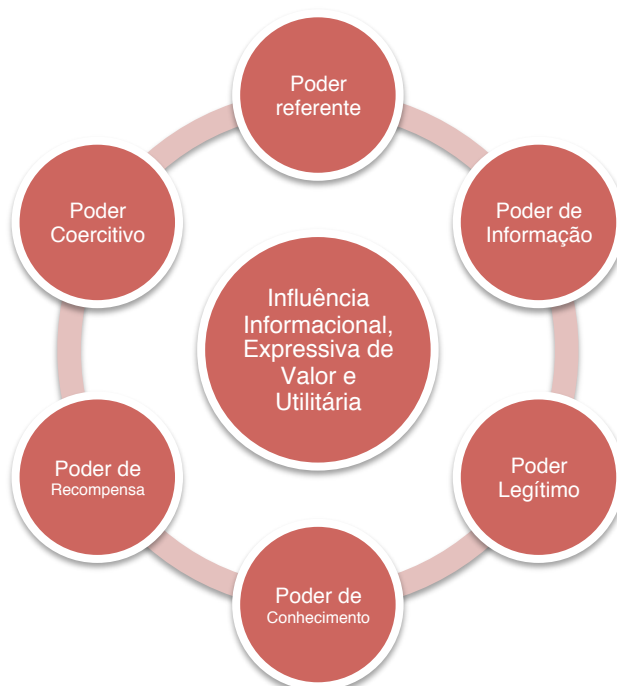 Poder
referente
Poder
Coercitivo
Poder de
Informação
Influência
Informacional,
Expressiva de
Valor e
Utilitária
Poder de
Recompensa
Poder
Legítimo
Poder de
Conhecimento